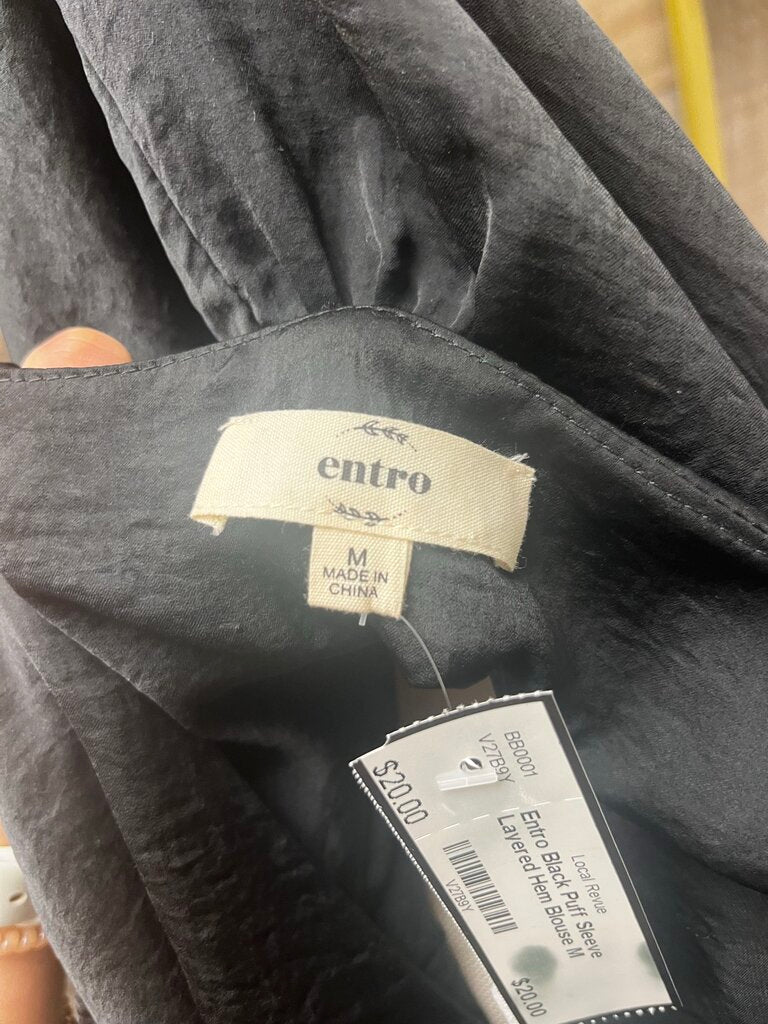 entro
M
MADE IN
CHINA
BB0001
V27B9Y
$20.00
Local Revue
Entro Black Puff Sleeve
Layered Hem Blouse M
V27B9Y
$20.00